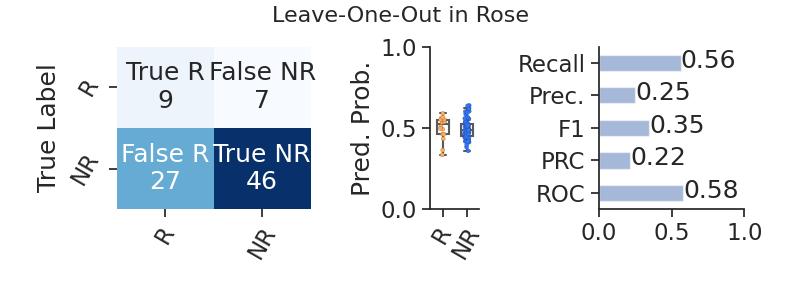 Leave-One-Out in Rose
True Label
R
NR
True R
9
False NR
7
False R
27
True NR
46
R
NR
Pred. Prob.
1.0
0.5
0.0
R
NR
Recall
0.56
Prec.
0.25
F1
0.35
PRC
0.22
ROC
0.58
0.0
0.5
1.0